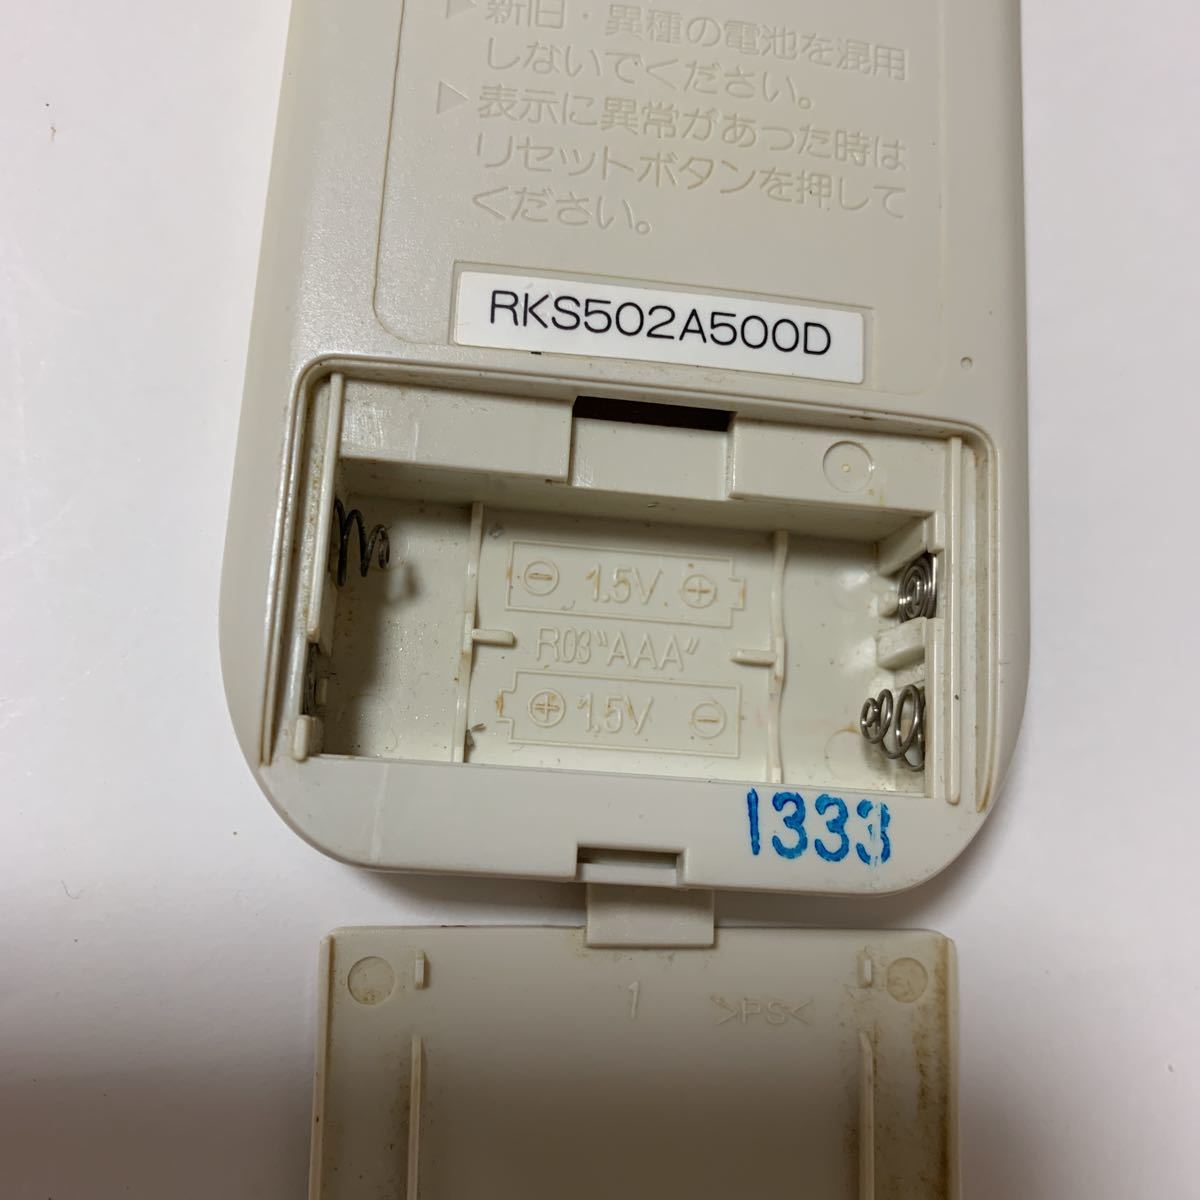 ▷新旧・異種の電池を混用
しないでください。
▷表示に異常があった時は
リセットボタンを押して
ください。
RKS502A500D
⊖ 1.5V ⊕
R03"AAA"
⊕ 1.5V ⊖
1333
1 >PS<